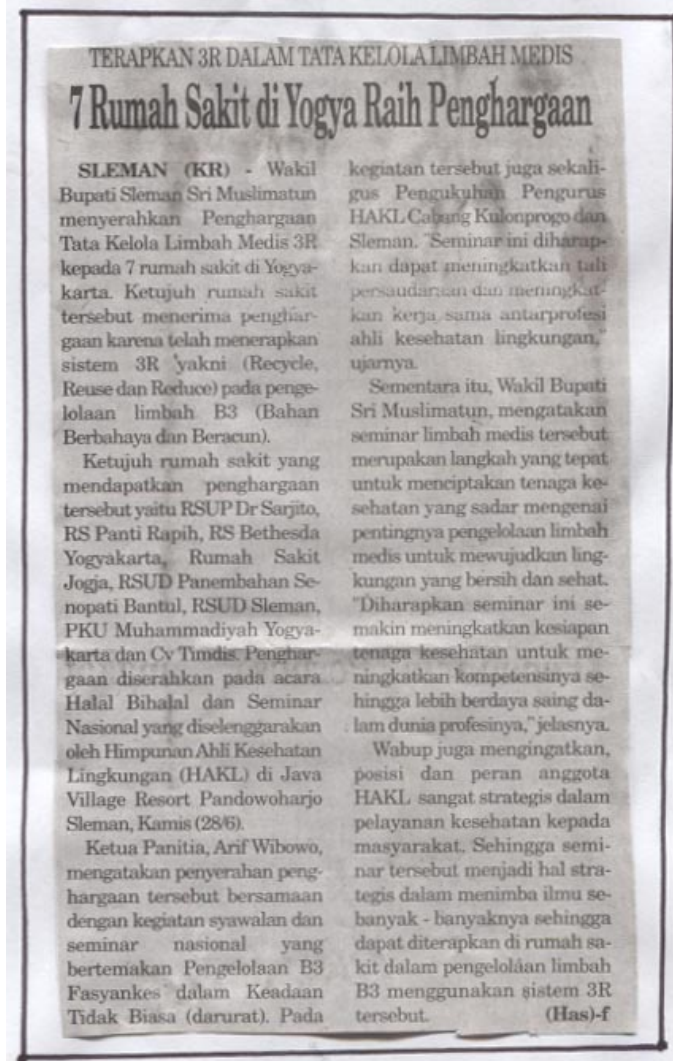 TERAPKAN 3R DALAM TATA KELOLA LIMBAH MEDIS
7 Rumah Sakit di Yogya Raih Penghargaan
SLEMAN (KR) - Wakil
Bupati Sleman Sri Muslimatun
menyerahkan Penghargaan
Tata Kelola Limbah Medis 3R
kepada 7 rumah sakit di Yogya-
karta. Ketujuh rumah sakit
tersebut menerima penghar-
gaan karena telah menerapkan
sistem 3R yakni (Recycle,
Reuse dan Reduce) pada penge-
lolaan limbah B3 (Bahan
Berbahaya dan Beracun).
Ketujuh rumah sakit yang
mendapatkan penghargaan
tersebut yaitu RSUP Dr Sarjito,
RS Panti Rapih, RS Bethesda
Yogyakarta, Rumah Sakit
Jogja, RSUD Panembahan Se-
nopati Bantul, RSUD Sleman,
PKU Muhammadiyah Yogya-
karta dan Cv Timdis. Penghar-
gaan diserahkan pada acara
Halal Bihalal dan Seminar
Nasional yang diselenggarakan
oleh Himpunan Ahli Kesehatan
Lingkungan (HAKL) di Java
Village Resort Pandowoharjo
Sleman, Kamis (28/6).
Ketua Panitia, Arif Wibowo,
mengatakan penyerahan peng-
hargaan tersebut bersamaan
dengan kegiatan syawalan dan
seminar nasional yang
bertemakan Pengelolaan B3
Fasyankes dalam Keadaan
Tidak Biasa (darurat). Pada
kegiatan tersebut juga sekali-
gus Pengukuhan Pengurus
HAKL Cabang Kulonprogo dan
Sleman. "Seminar ini diharap-
kan dapat meningkatkan tali
persaudaraan dan meningkat-
kan kerja sama antarprofesi
ahli kesehatan lingkungan,"
ujarnya.
Sementara itu, Wakil Bupati
Sri Muslimatun, mengatakan
seminar limbah medis tersebut
merupakan langkah yang tepat
untuk menciptakan tenaga ke-
sehatan yang sadar mengenai
pentingnya pengelolaan limbah
medis untuk mewujudkan ling-
kungan yang bersih dan sehat.
"Diharapkan seminar ini se-
makin meningkatkan kesiapan
tenaga kesehatan untuk me-
ningkatkan kompetensinya se-
hingga lebih berdaya saing da-
lam dunia profesinya," jelasnya.
Wabup juga mengingatkan,
posisi dan peran anggota
HAKL sangat strategis dalam
pelayanan kesehatan kepada
masyarakat. Sehingga semi-
nar tersebut menjadi hal stra-
tegis dalam menimba ilmu se-
banyak - banyaknya sehingga
dapat diterapkan di rumah sa-
kit dalam pengelolaan limbah
B3 menggunakan sistem 3R
tersebut. (Has)-f